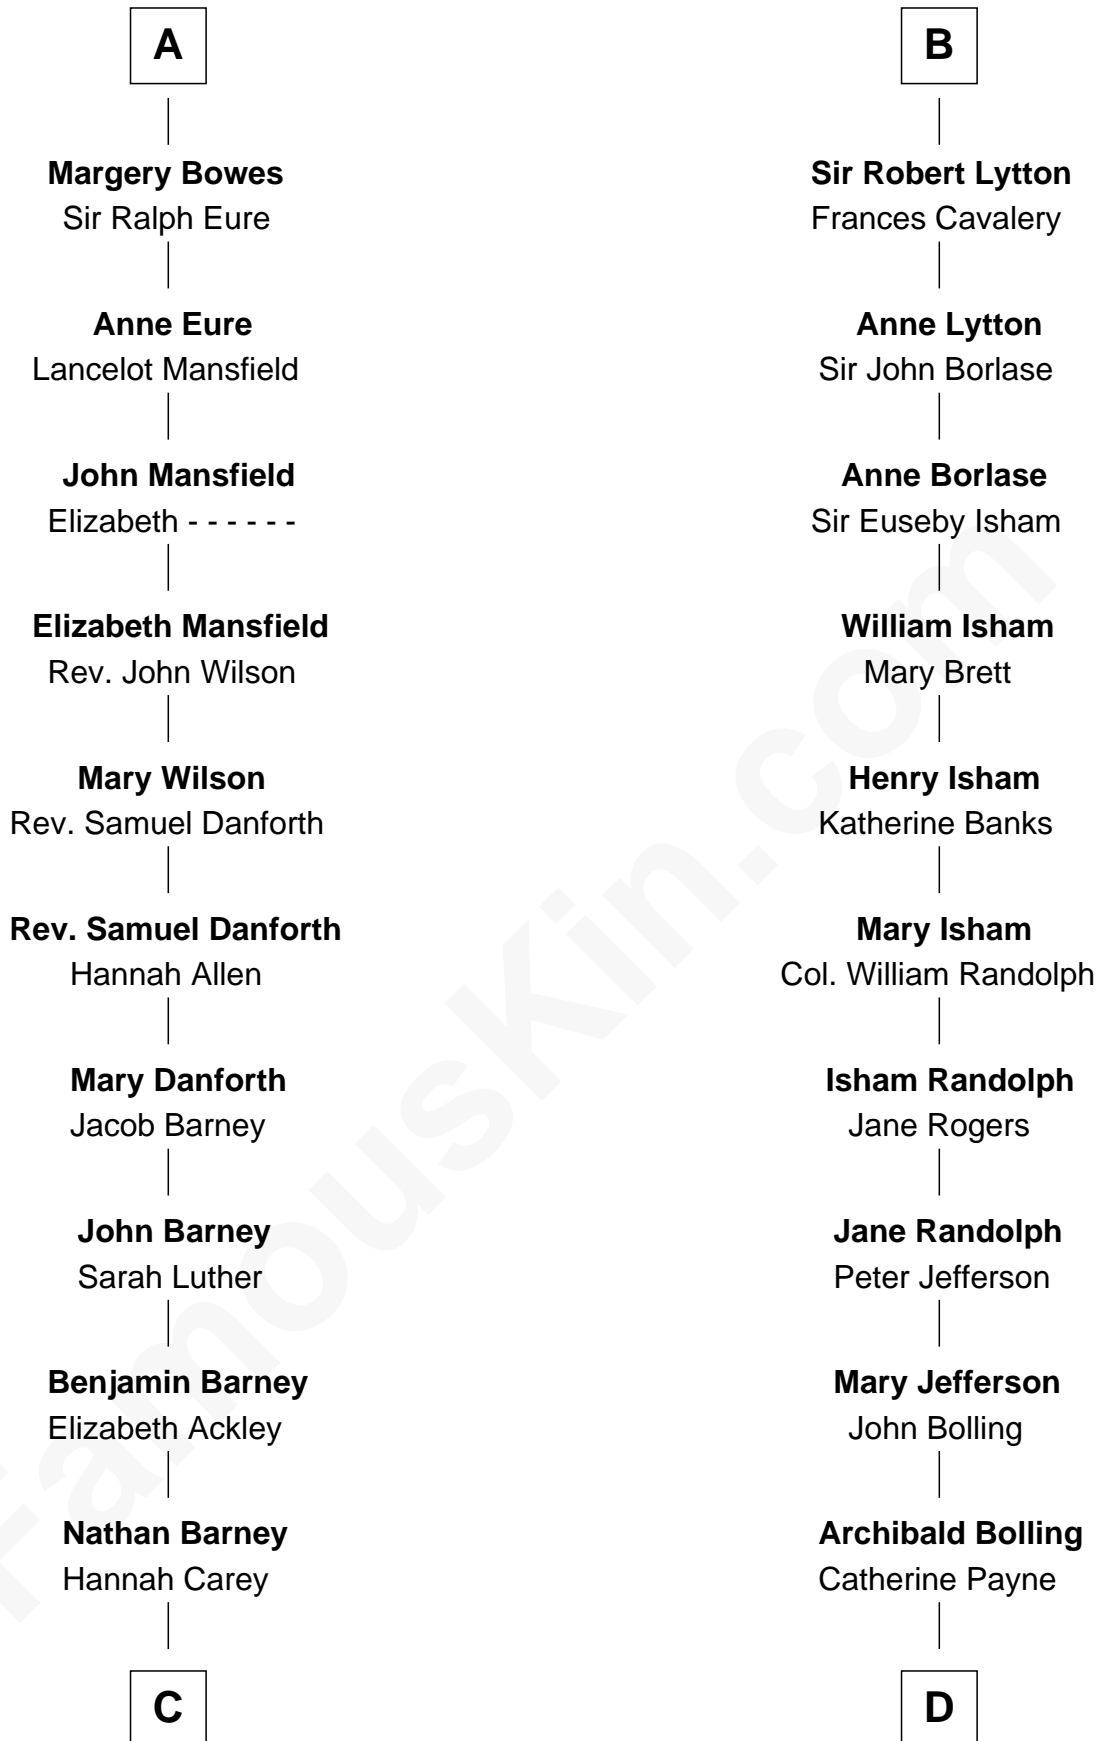 A
Margery Bowes
Sir Ralph Eure
Anne Eure
Lancelot Mansfield
John Mansfield
Elizabeth - - - - - -
Elizabeth Mansfield
Rev. John Wilson
Mary Wilson
Rev. Samuel Danforth
Rev. Samuel Danforth
Hannah Allen
Mary Danforth
Jacob Barney
John Barney
Sarah Luther
Benjamin Barney
Elizabeth Ackley
Nathan Barney
Hannah Carey
C
B
Sir Robert Lytton
Frances Cavalery
Anne Lytton
Sir John Borlase
Anne Borlase
Sir Euseby Isham
William Isham
Mary Brett
Henry Isham
Katherine Banks
Mary Isham
Col. William Randolph
Isham Randolph
Jane Rogers
Jane Randolph
Peter Jefferson
Mary Jefferson
John Bolling
Archibald Bolling
Catherine Payne
D
FamousKin.com